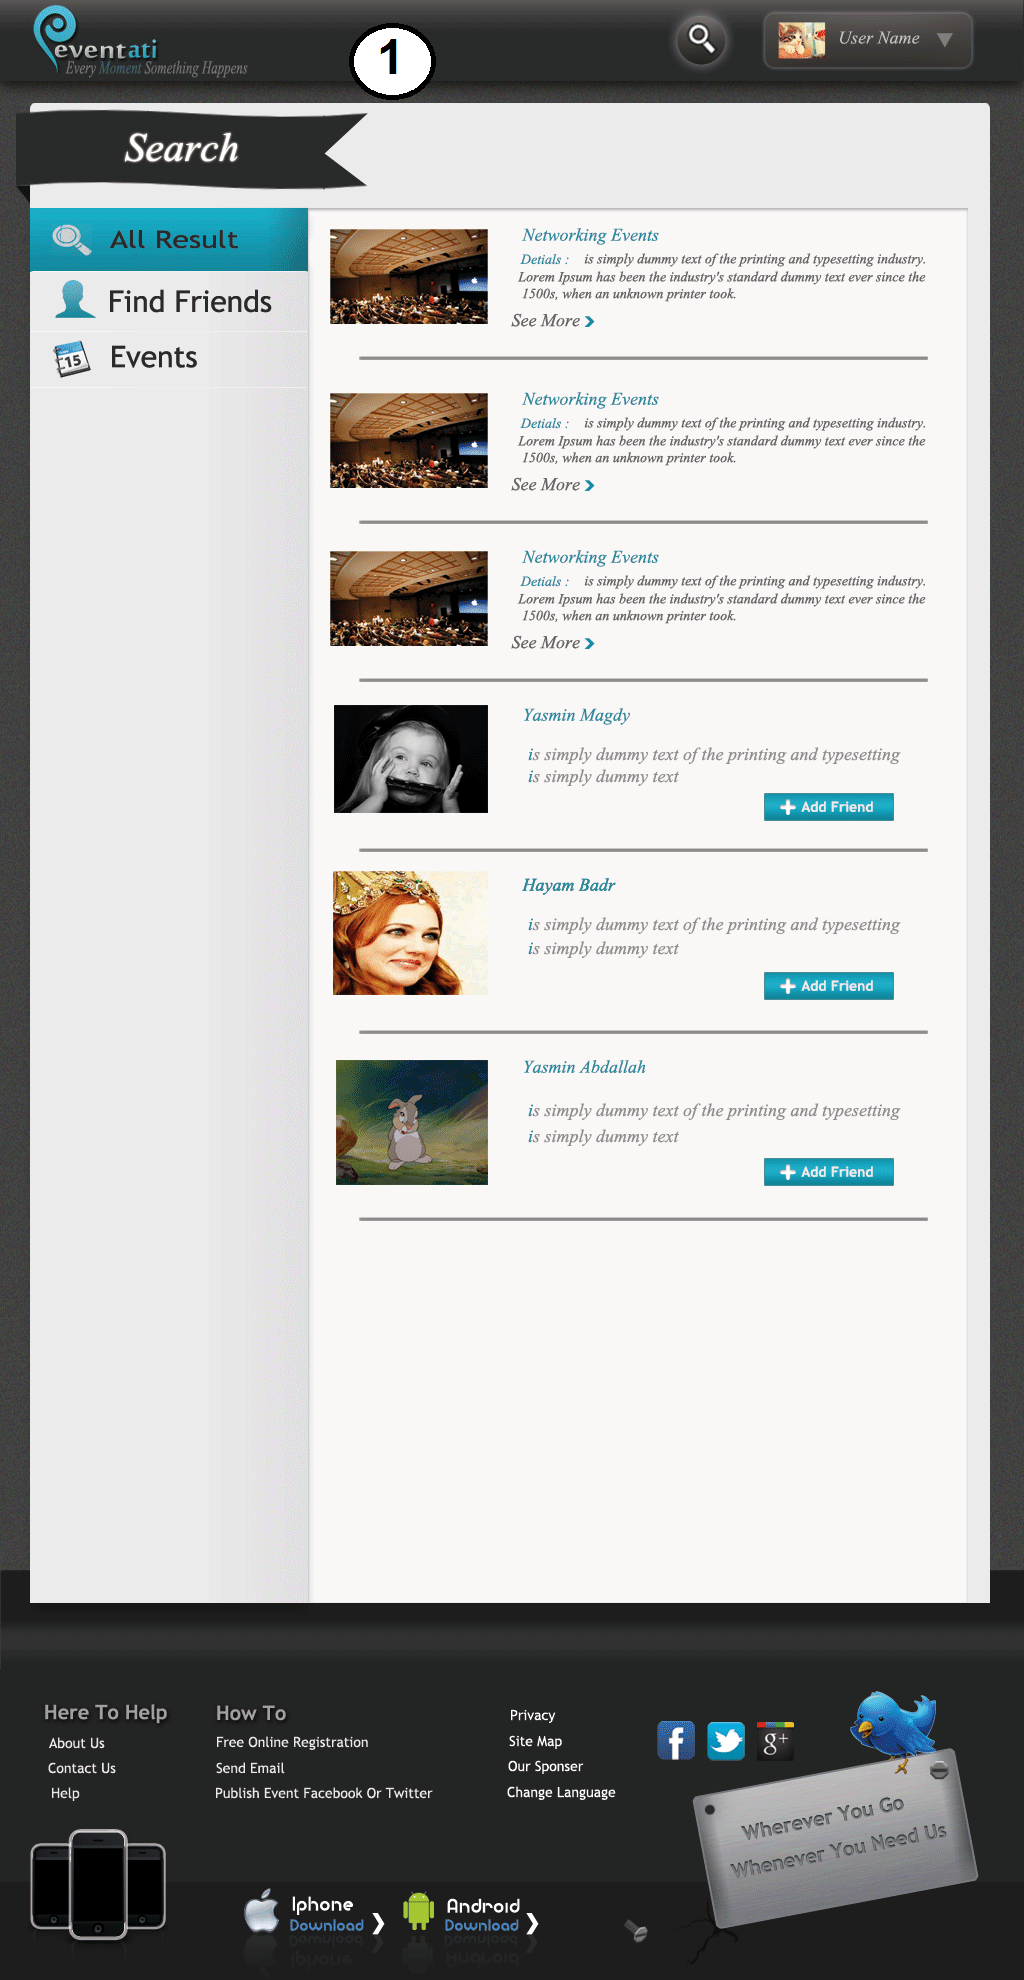 eventati
Every Moment Something Happens
1
User Name
Search
All Result
Find Friends
15
Events
Networking Events
Detials : is simply dummy text of the printing and typesetting industry.
Lorem Ipsum has been the industry's standard dummy text ever since the
1500s, when an unknown printer took.
See More
Networking Events
Detials : is simply dummy text of the printing and typesetting industry.
Lorem Ipsum has been the industry's standard dummy text ever since the
1500s, when an unknown printer took.
See More
Networking Events
Detials : is simply dummy text of the printing and typesetting industry.
Lorem Ipsum has been the industry's standard dummy text ever since the
1500s, when an unknown printer took.
See More
Yasmin Magdy
is simply dummy text of the printing and typesetting
is simply dummy text
Add Friend
Hayam Badr
is simply dummy text of the printing and typesetting
is simply dummy text
Add Friend
Yasmin Abdallah
is simply dummy text of the printing and typesetting
is simply dummy text
Add Friend
Here To Help
About Us
Contact Us
Help
How To
Free Online Registration
Send Email
Publish Event Facebook Or Twitter
Privacy
Site Map
Our Sponser
Change Language
f
g+
Wherever You Go
Whenever You Need Us
Iphone
Download
Android
Download